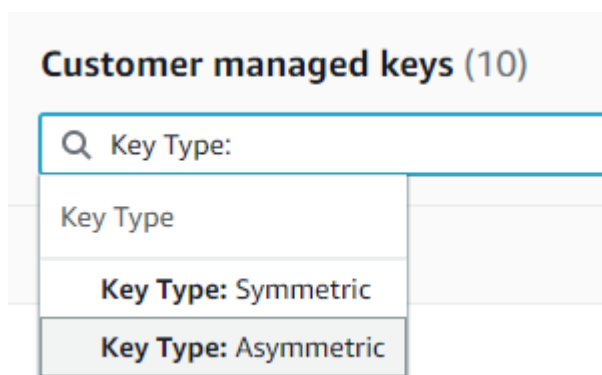 Customer managed keys (10)
Key Type:
Key Type
Key Type: Symmetric
Key Type: Asymmetric